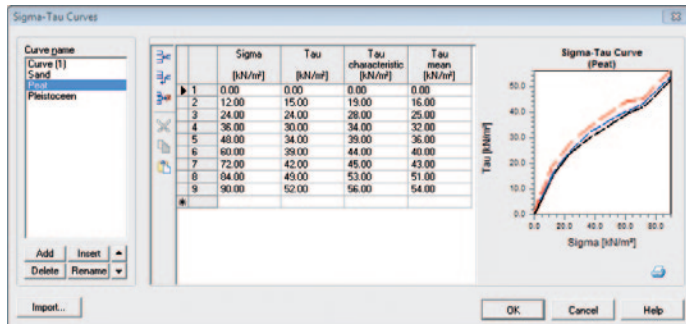 Sigma-Tau Curves
Curve name
Curve (1)
Sand
Peat
Pleistoceen
Add Insert
Delete Rename
Import...
Sigma Tau Tau Tau
characteristic mean
[kN/m²] [kN/m²] [kN/m²] [kN/m²]
1 0.00 0.00 0.00 0.00
2 12.00 15.00 19.00 16.00
3 24.00 24.00 28.00 25.00
4 36.00 30.00 34.00 32.00
5 48.00 34.00 39.00 36.00
6 60.00 39.00 44.00 40.00
7 72.00 42.00 45.00 43.00
8 84.00 49.00 53.00 51.00
9 90.00 52.00 56.00 54.00
Sigma-Tau Curve
(Peat)
Tau [kN/m²]
50.0
40.0
30.0
20.0
10.0
0.0
0.0 20.0 40.0 60.0 80.0
Sigma [kN/m²]
OK Cancel Help